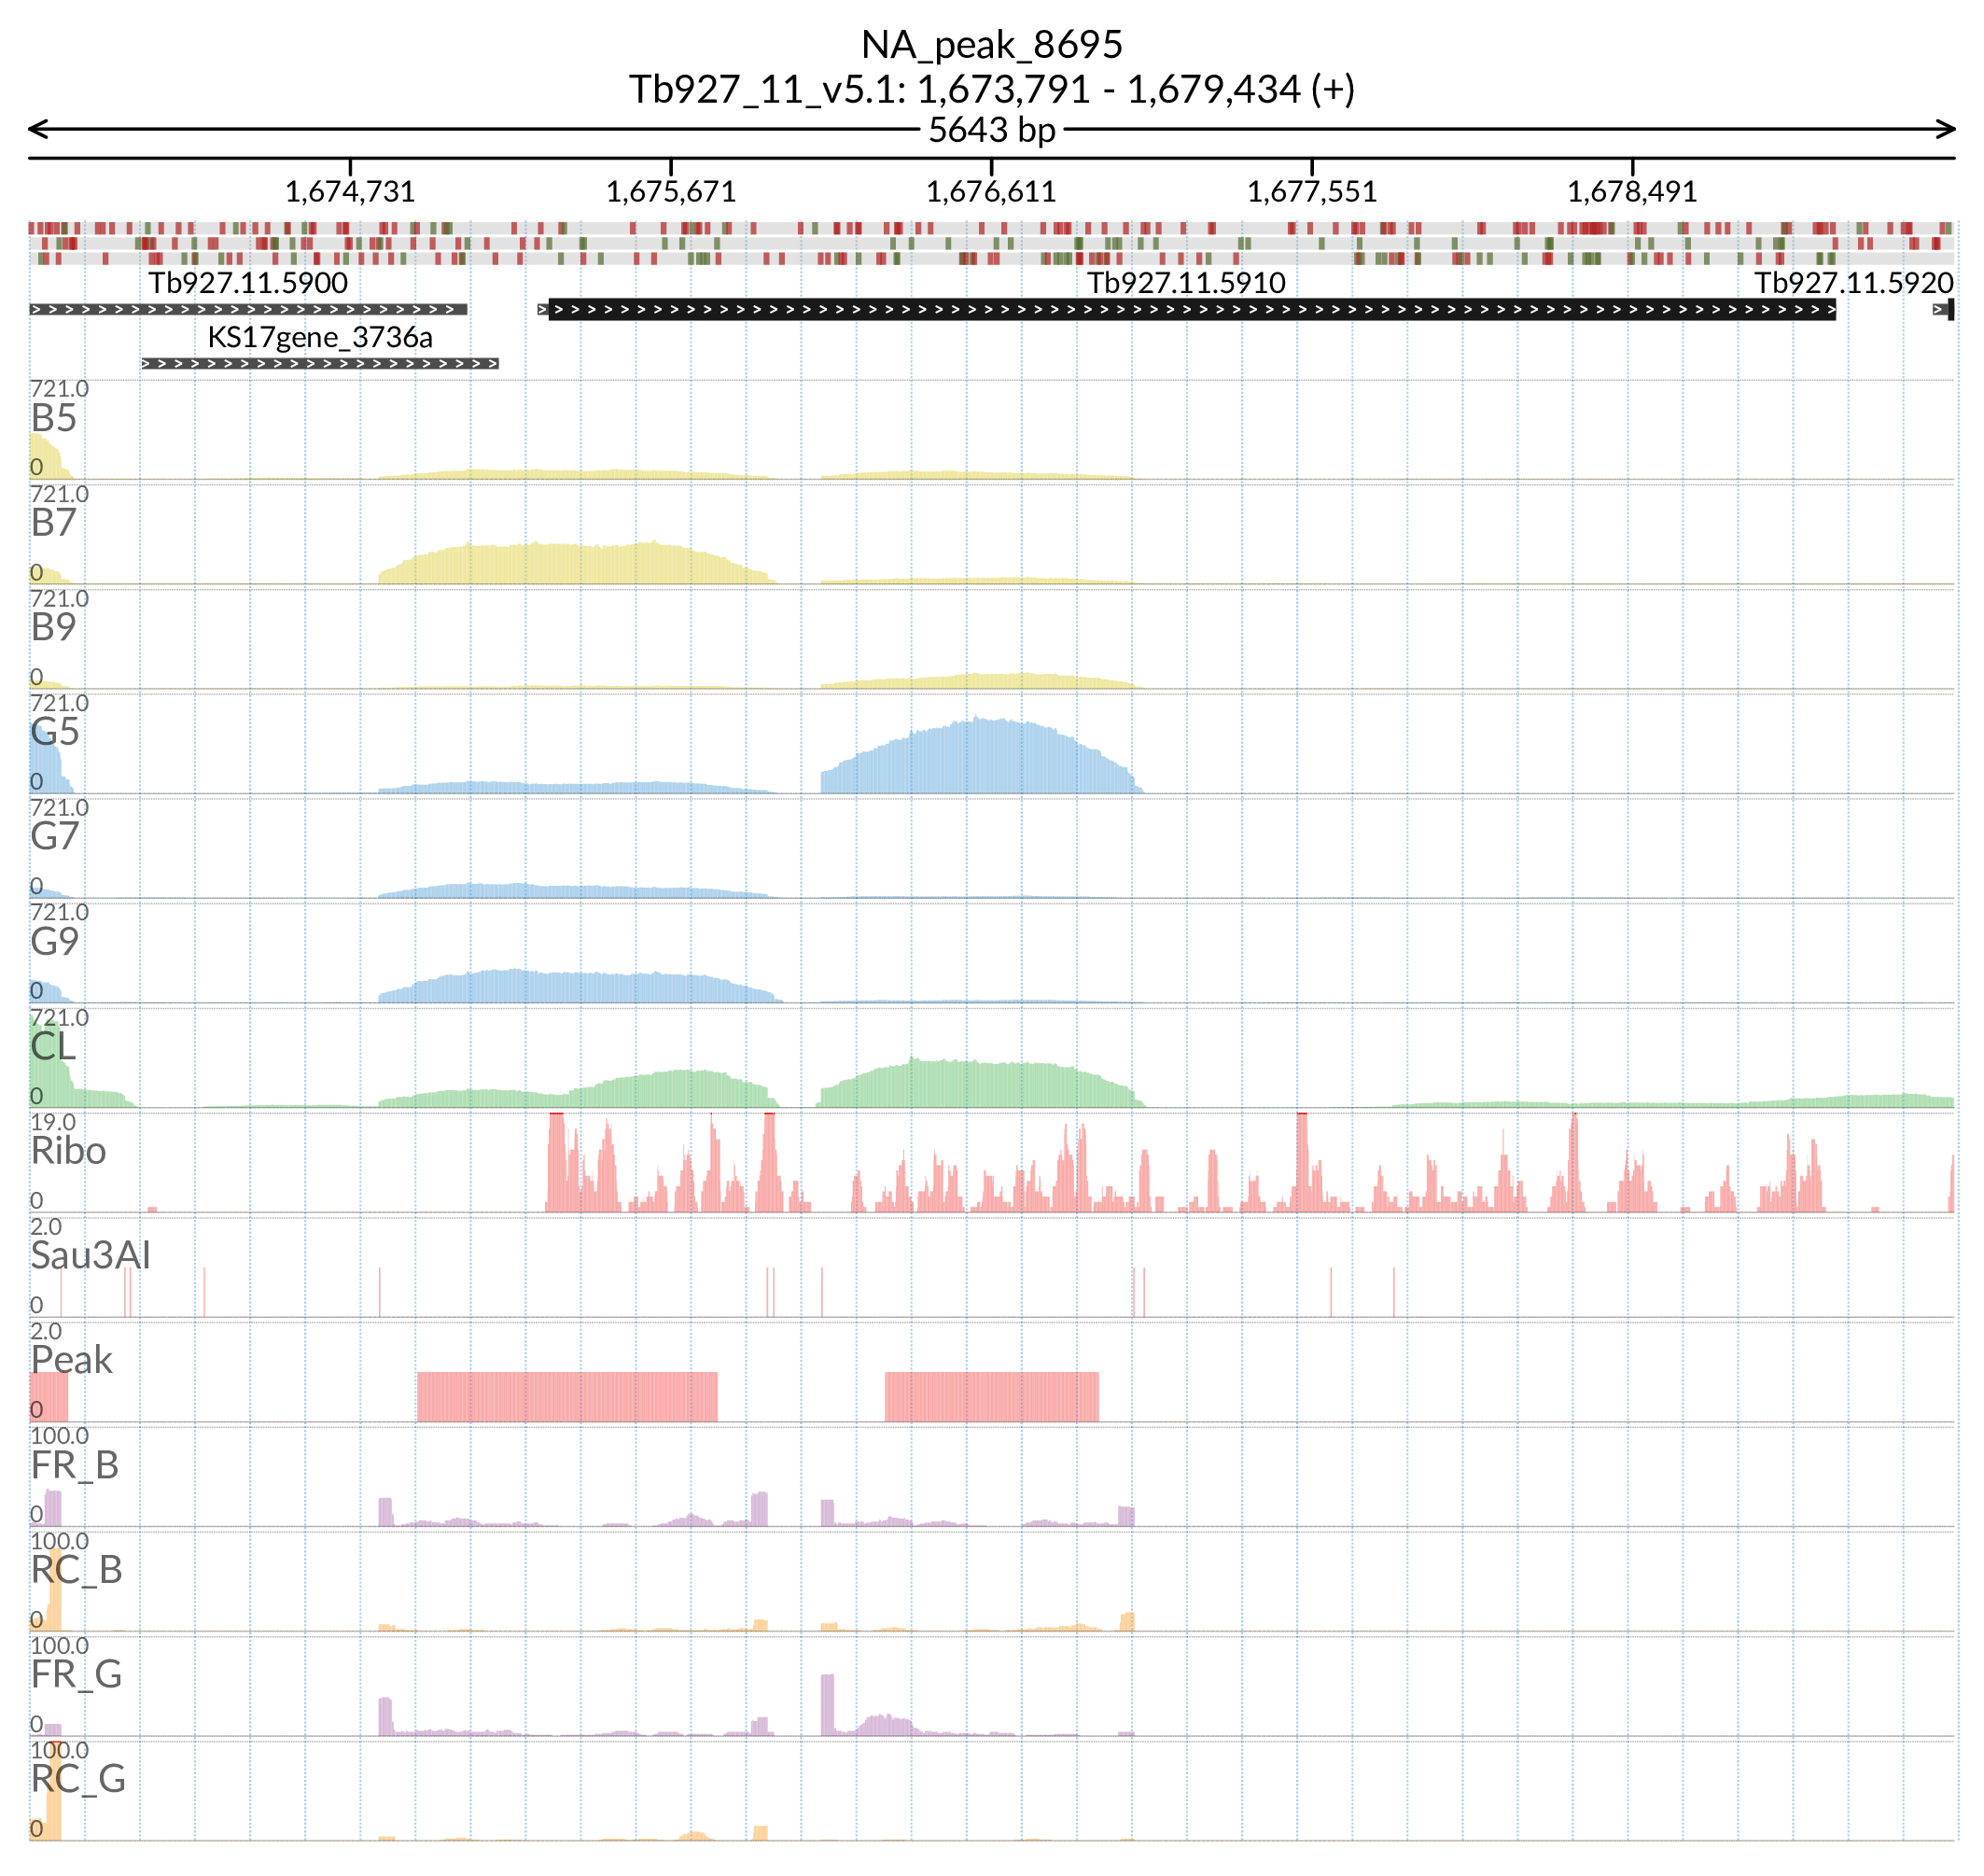 NA_peak_8695
Tb927_11_v5.1: 1,673,791 - 1,679,434 (+)
5643 bp
1,674,731 1,675,671 1,676,611 1,677,551 1,678,491
Tb927.11.5900 Tb927.11.5910 Tb927.11.5920
KS17gene_3736a
721.0
B5
0
721.0
B7
0
721.0
B9
0
721.0
G5
0
721.0
G7
0
721.0
G9
0
721.0
CL
0
19.0
Ribo
0
2.0
Sau3AI
0
2.0
Peak
0
100.0
FR_B
0
100.0
RC_B
0
100.0
FR_G
0
100.0
RC_G
0